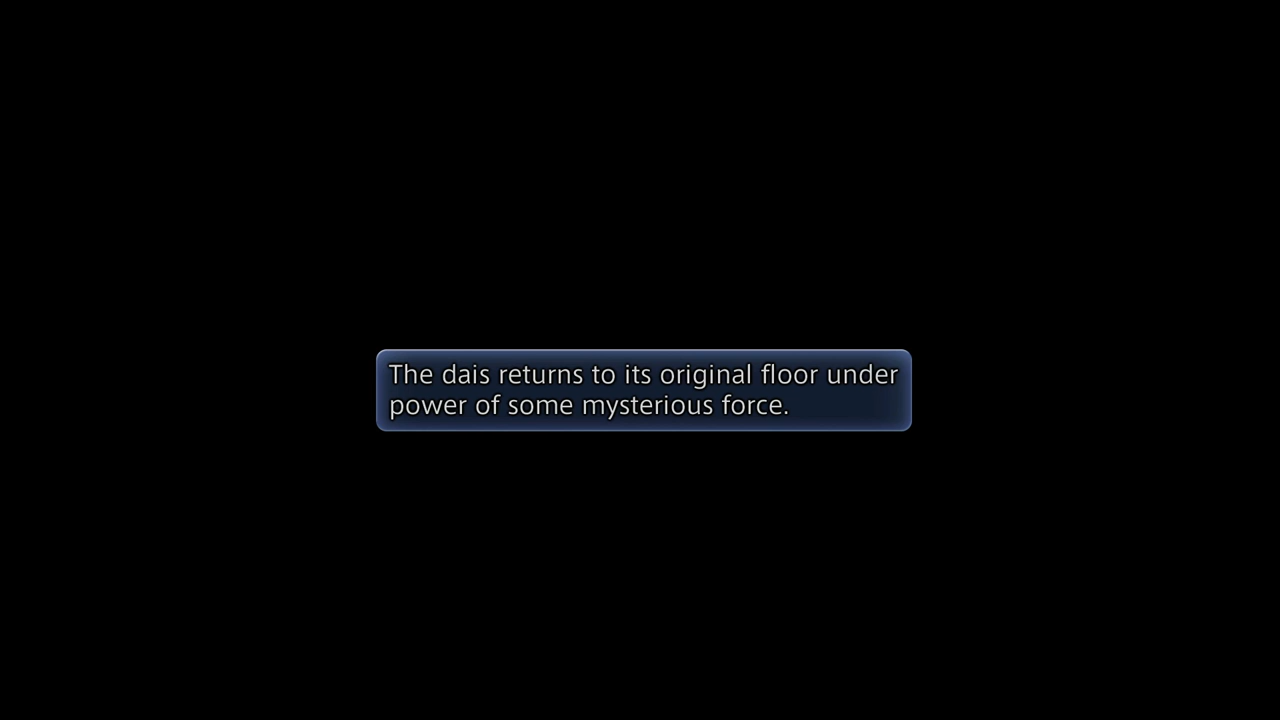 The dais returns to its original floor under
power of some mysterious force.